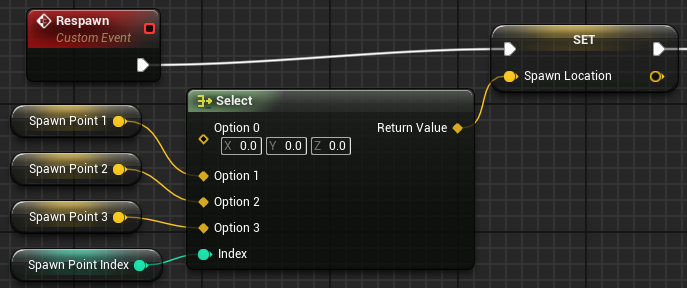 Respawn
Custom Event
SET
Spawn Location
Select
Option 0
Return Value
X 0.0 Y 0.0 Z 0.0
Spawn Point 1
Spawn Point 2
Spawn Point 3
Option 1
Option 2
Option 3
Spawn Point Index
Index